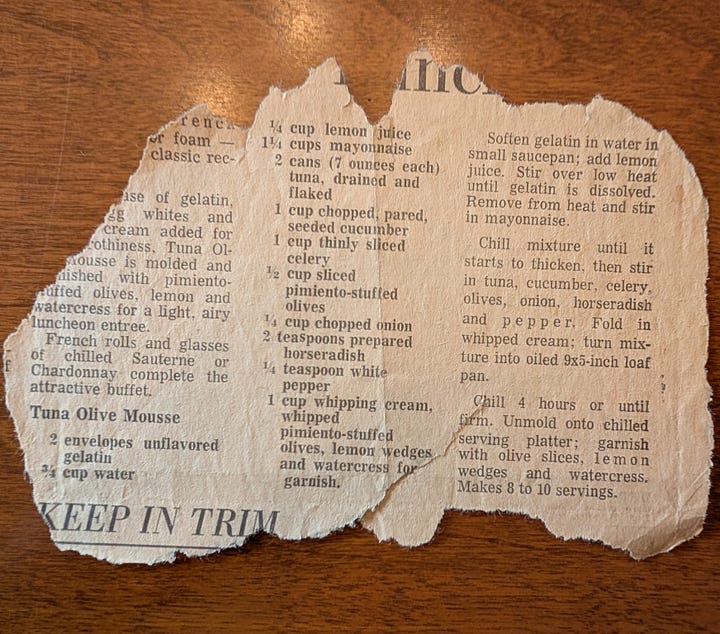 or foam —
classic rec-
of gelatin,
whites and
cream added for
Tuna Ol-
is molded and
with pimiento-
olives, lemon and
watercress for a light, airy
luncheon entree.
French rolls and glasses
of chilled Sauterne or
Chardonnay complete the
attractive buffet.
Tuna Olive Mousse
2 envelopes unflavored
gelatin
¾ cup water
KEEP IN TRIM
¼ cup lemon juice
1¼ cups mayonnaise
2 cans (7 ounces each)
tuna, drained and
flaked
1 cup chopped, pared,
seeded cucumber
1 cup thinly sliced
celery
½ cup sliced
pimiento-stuffed
olives
¼ cup chopped onion
2 teaspoons prepared
horseradish
¼ teaspoon white
pepper
1 cup whipping cream,
whipped
pimiento-stuffed
olives, lemon wedges
and watercress for
garnish.
Soften gelatin in water in
small saucepan; add lemon
juice. Stir over low heat
until gelatin is dissolved.
Remove from heat and stir
in mayonnaise.
Chill mixture until it
starts to thicken, then stir
in tuna, cucumber, celery,
olives, onion, horseradish
and pepper. Fold in
whipped cream; turn mix-
ture into oiled 9x5-inch loaf
pan.
Chill 4 hours or until
firm. Unmold onto chilled
serving platter; garnish
with olive slices, lemon
wedges and watercress.
Makes 8 to 10 servings.